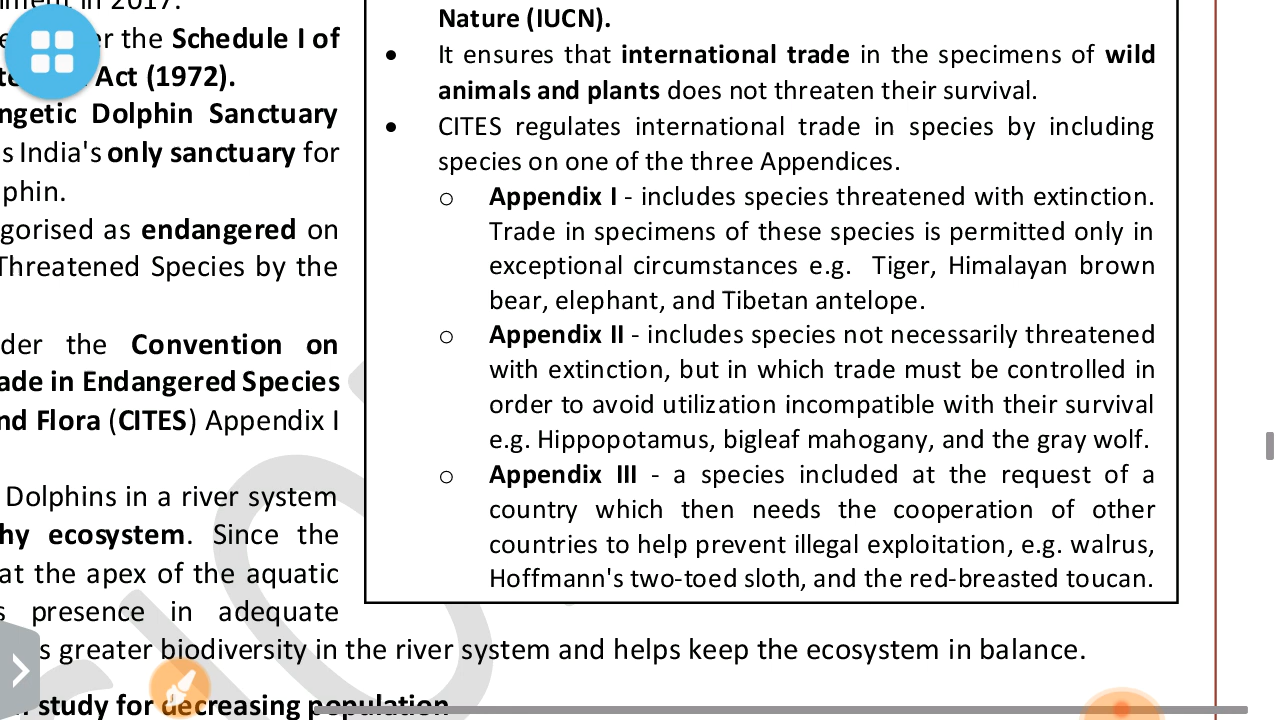 r the Schedule I of
Act (1972).
ngetic Dolphin Sanctuary
s India's only sanctuary for
phin.
gorised as endangered on
Threatened Species by the
der the Convention on
ade in Endangered Species
nd Flora (CITES) Appendix I
Dolphins in a river system
hy ecosystem. Since the
at the apex of the aquatic
s presence in adequate
s greater biodiversity in the river system and helps keep the ecosystem in balance.
study for decreasing population
Nature (IUCN).
• It ensures that international trade in the specimens of wild
animals and plants does not threaten their survival.
• CITES regulates international trade in species by including
species on one of the three Appendices.
o Appendix I - includes species threatened with extinction.
Trade in specimens of these species is permitted only in
exceptional circumstances e.g. Tiger, Himalayan brown
bear, elephant, and Tibetan antelope.
o Appendix II - includes species not necessarily threatened
with extinction, but in which trade must be controlled in
order to avoid utilization incompatible with their survival
e.g. Hippopotamus, bigleaf mahogany, and the gray wolf.
o Appendix III - a species included at the request of a
country which then needs the cooperation of other
countries to help prevent illegal exploitation, e.g. walrus,
Hoffmann's two-toed sloth, and the red-breasted toucan.